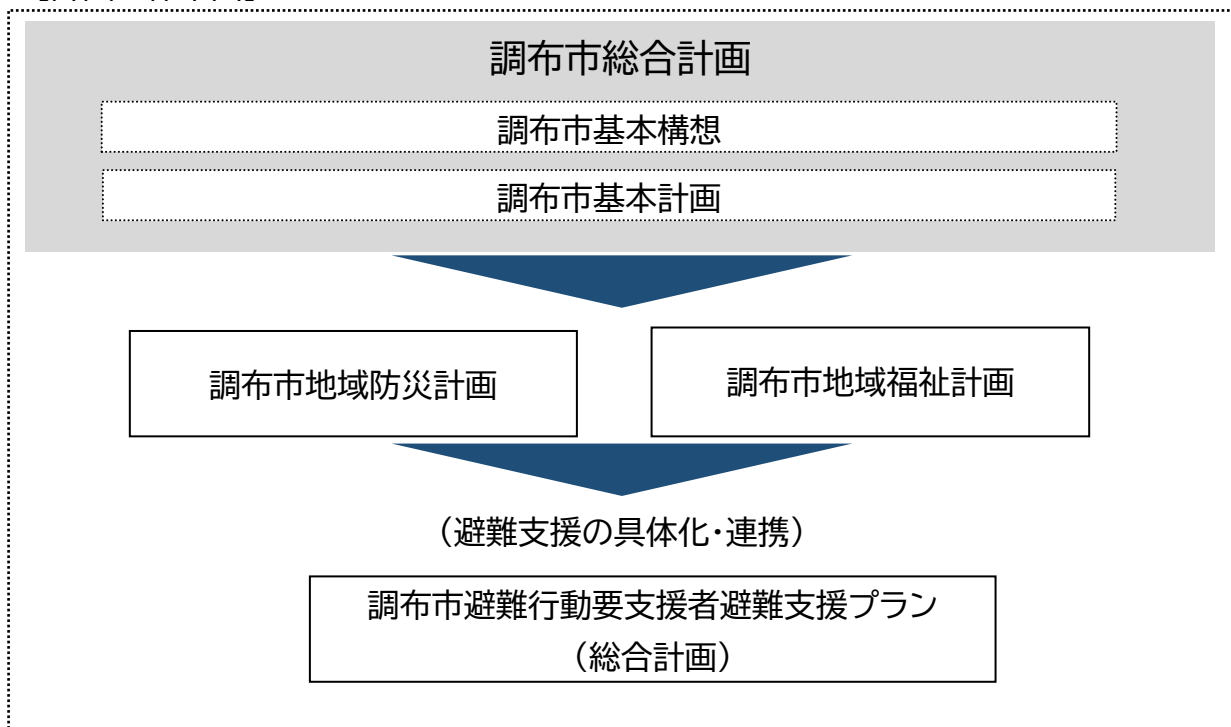 調布市総合計画
調布市基本構想
調布市基本計画
調布市地域防災計画
調布市地域福祉計画
（避難支援の具体化・連携）
調布市避難行動要支援者避難支援プラン
（総合計画）